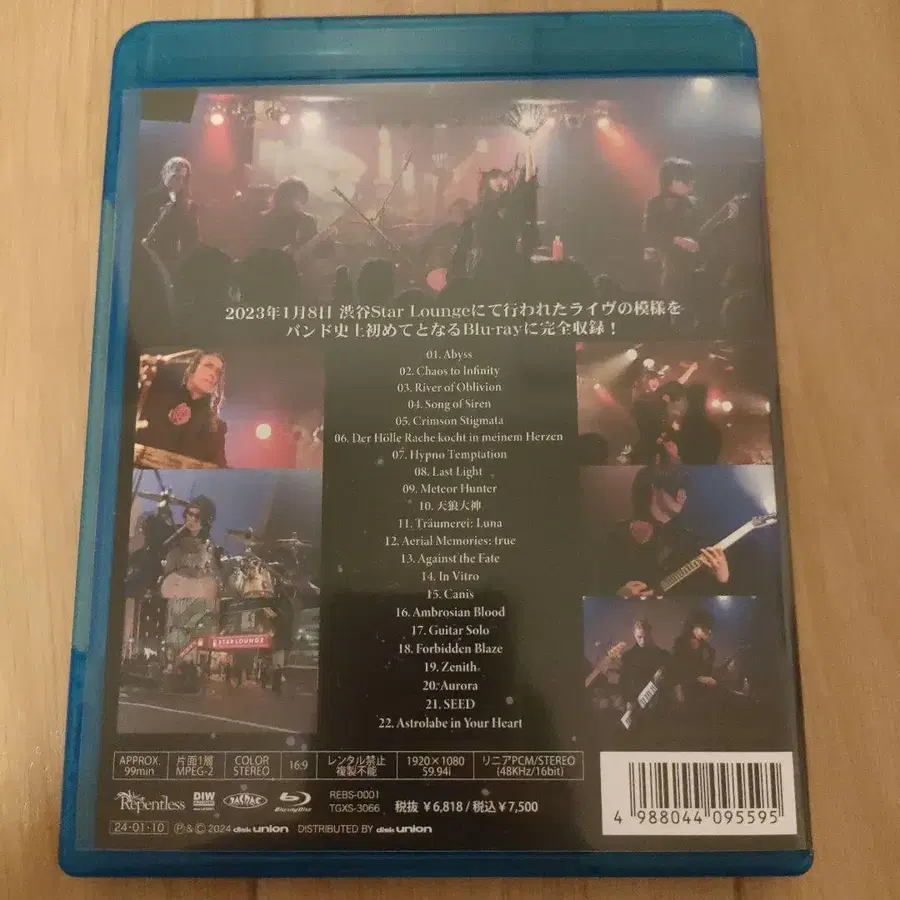 2023年1月8日 渋谷Star Loungeにて行われたライヴの模様を
バンド史上初めてとなるBlu-rayに完全収録！
01. Abyss
02. Chaos to Infinity
03. River of Oblivion
04. Song of Siren
05. Crimson Stigmata
06. Der Hölle Rache kocht in meinem Herzen
07. Hypno Temptation
08. Last Light
09. Meteor Hunter
10. 天狼大神
11. Träumerei: Luna
12. Aerial Memories: true
13. Against the Fate
14. In Vitro
15. Canis
16. Ambrosian Blood
17. Guitar Solo
18. Forbidden Blaze
19. Zenith
20. Aurora
21. SEED
22. Astrolabe in Your Heart
STAR LOUNGE
APPROX. 99min
片面1層 MPEG-2
COLOR STEREO
16:9
レンタル禁止 複製不能
1920×1080 59.94i
リニアPCM/STEREO (48KHz/16bit)
Repentless
DIW
JASRAC
Blu-ray Disc
REBS-0001
TGXS-3066
税抜 ¥6,818/税込 ¥7,500
24·01·10 Ⓟ&© 2024 disk union DISTRIBUTED BY disk union
4 988044 095595